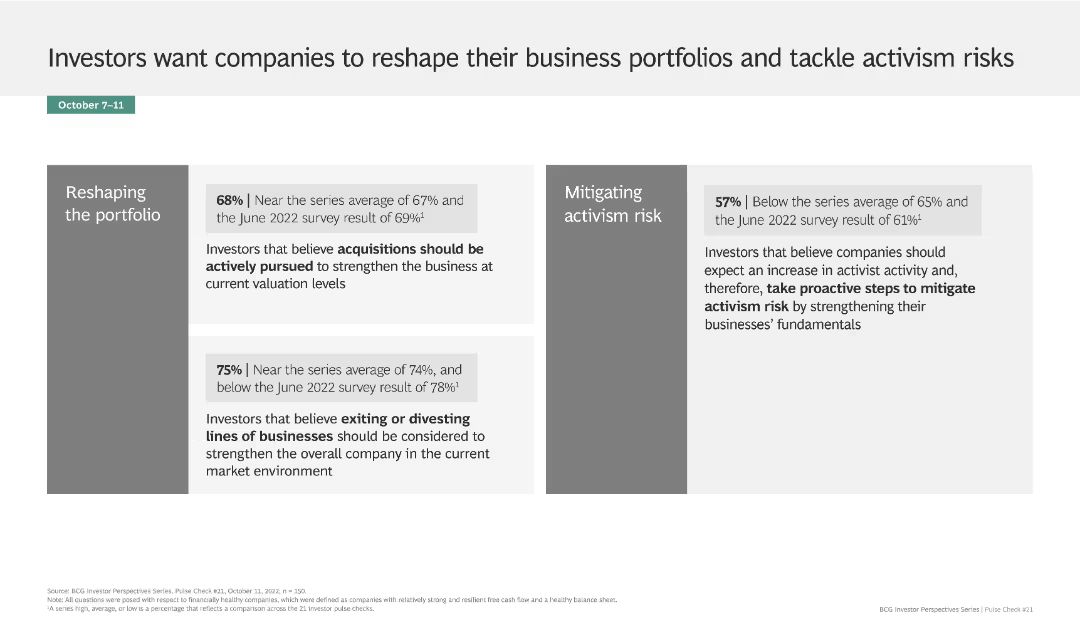 Investors want companies to reshape their business portfolios and tackle activism risks
October 7–11
Reshaping
the portfolio
68% | Near the series average of 67% and
the June 2022 survey result of 69%¹
Investors that believe acquisitions should be
actively pursued to strengthen the business at
current valuation levels
75% | Near the series average of 74%, and
below the June 2022 survey result of 78%¹
Investors that believe exiting or divesting
lines of businesses should be considered to
strengthen the overall company in the current
market environment
Mitigating
activism risk
57% | Below the series average of 65% and
the June 2022 survey result of 61%¹
Investors that believe companies should
expect an increase in activist activity and,
therefore, take proactive steps to mitigate
activism risk by strengthening their
businesses’ fundamentals
Source: BCG Investor Perspectives Series, Pulse Check #21, October 11, 2022; n = 150.
Note: All questions were posed with respect to financially healthy companies, which were defined as companies with relatively strong and resilient free cash flow and a healthy balance sheet.
¹A series high, average, or low is a percentage that reflects a comparison across the 21 investor pulse checks.
BCG Investor Perspectives Series | Pulse Check #21